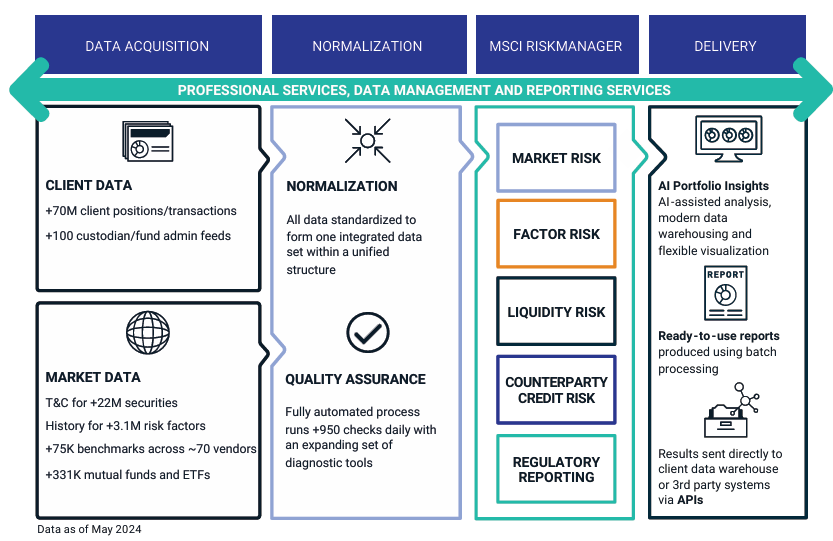 DATA ACQUISITION
NORMALIZATION
MSCI RISKMANAGER
DELIVERY
PROFESSIONAL SERVICES, DATA MANAGEMENT AND REPORTING SERVICES
CLIENT DATA
+70M client positions/transactions
+100 custodian/fund admin feeds
MARKET DATA
T&C for +22M securities
History for +3.1M risk factors
+75K benchmarks across ~70 vendors
+331K mutual funds and ETFs
NORMALIZATION
All data standardized to
form one integrated data
set within a unified
structure
QUALITY ASSURANCE
Fully automated process
runs +950 checks daily with
an expanding set of
diagnostic tools
MARKET RISK
FACTOR RISK
LIQUIDITY RISK
COUNTERPARTY
CREDIT RISK
REGULATORY
REPORTING
AI Portfolio Insights
AI-assisted analysis,
modern data
warehousing and
flexible visualization
REPORT
Ready-to-use reports
produced using batch
processing
Results sent directly to
client data warehouse
or 3rd party systems
via APIs
Data as of May 2024